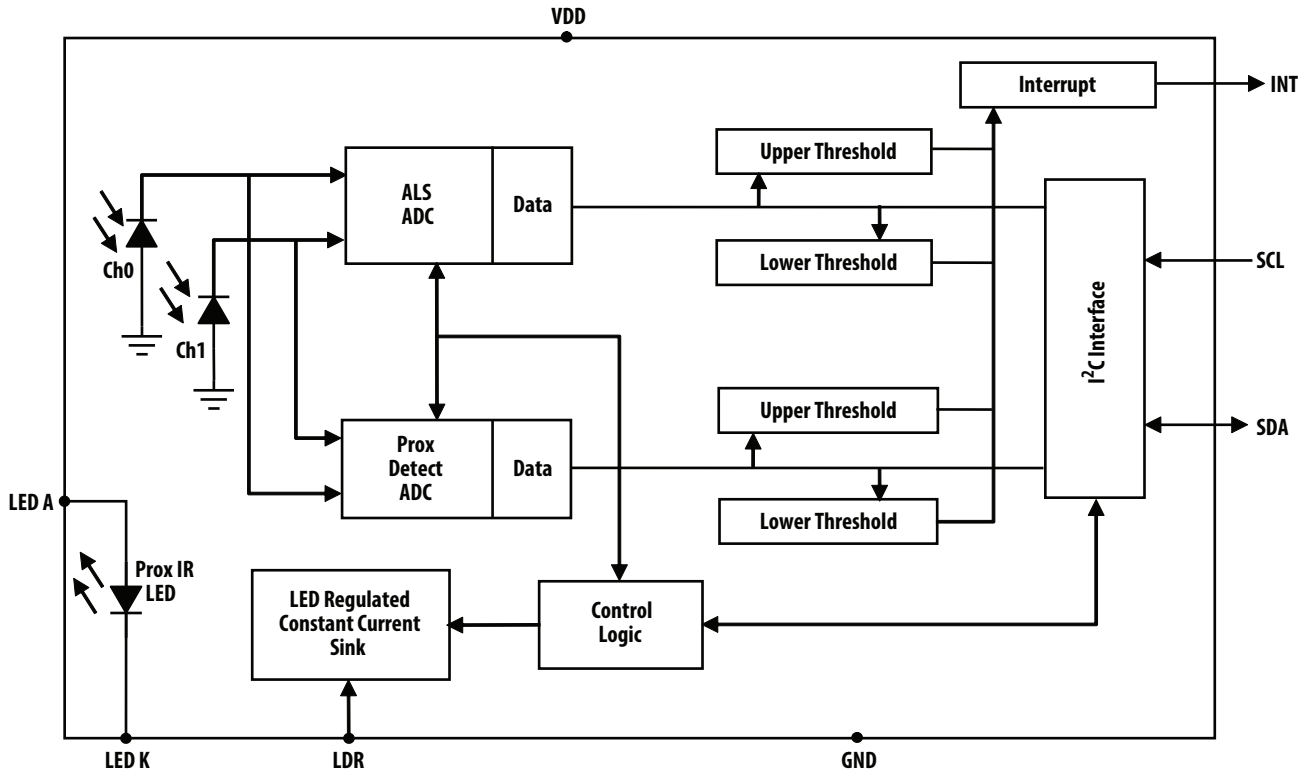 VDD
Interrupt
INT
Upper Threshold
ALS
ADC
Data
Ch0
Lower Threshold
SCL
Ch1
I²C Interface
Upper Threshold
SDA
Prox
Detect
ADC
Data
LED A
Lower Threshold
Prox IR
LED
LED Regulated
Constant Current
Sink
Control
Logic
LED K
LDR
GND